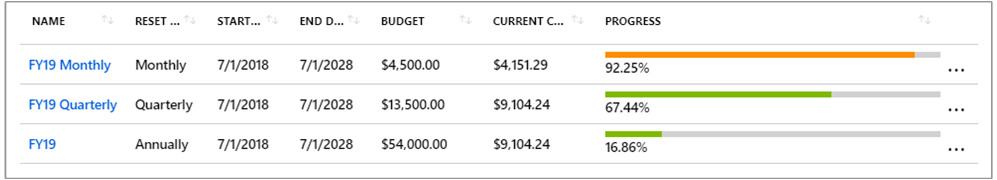 NAME RESET ... START... END D... BUDGET CURRENT C... PROGRESS
FY19 Monthly Monthly 7/1/2018 7/1/2028 $4,500.00 $4,151.29 92.25% ...
FY19 Quarterly Quarterly 7/1/2018 7/1/2028 $13,500.00 $9,104.24 67.44% ...
FY19 Annually 7/1/2018 7/1/2028 $54,000.00 $9,104.24 16.86% ...